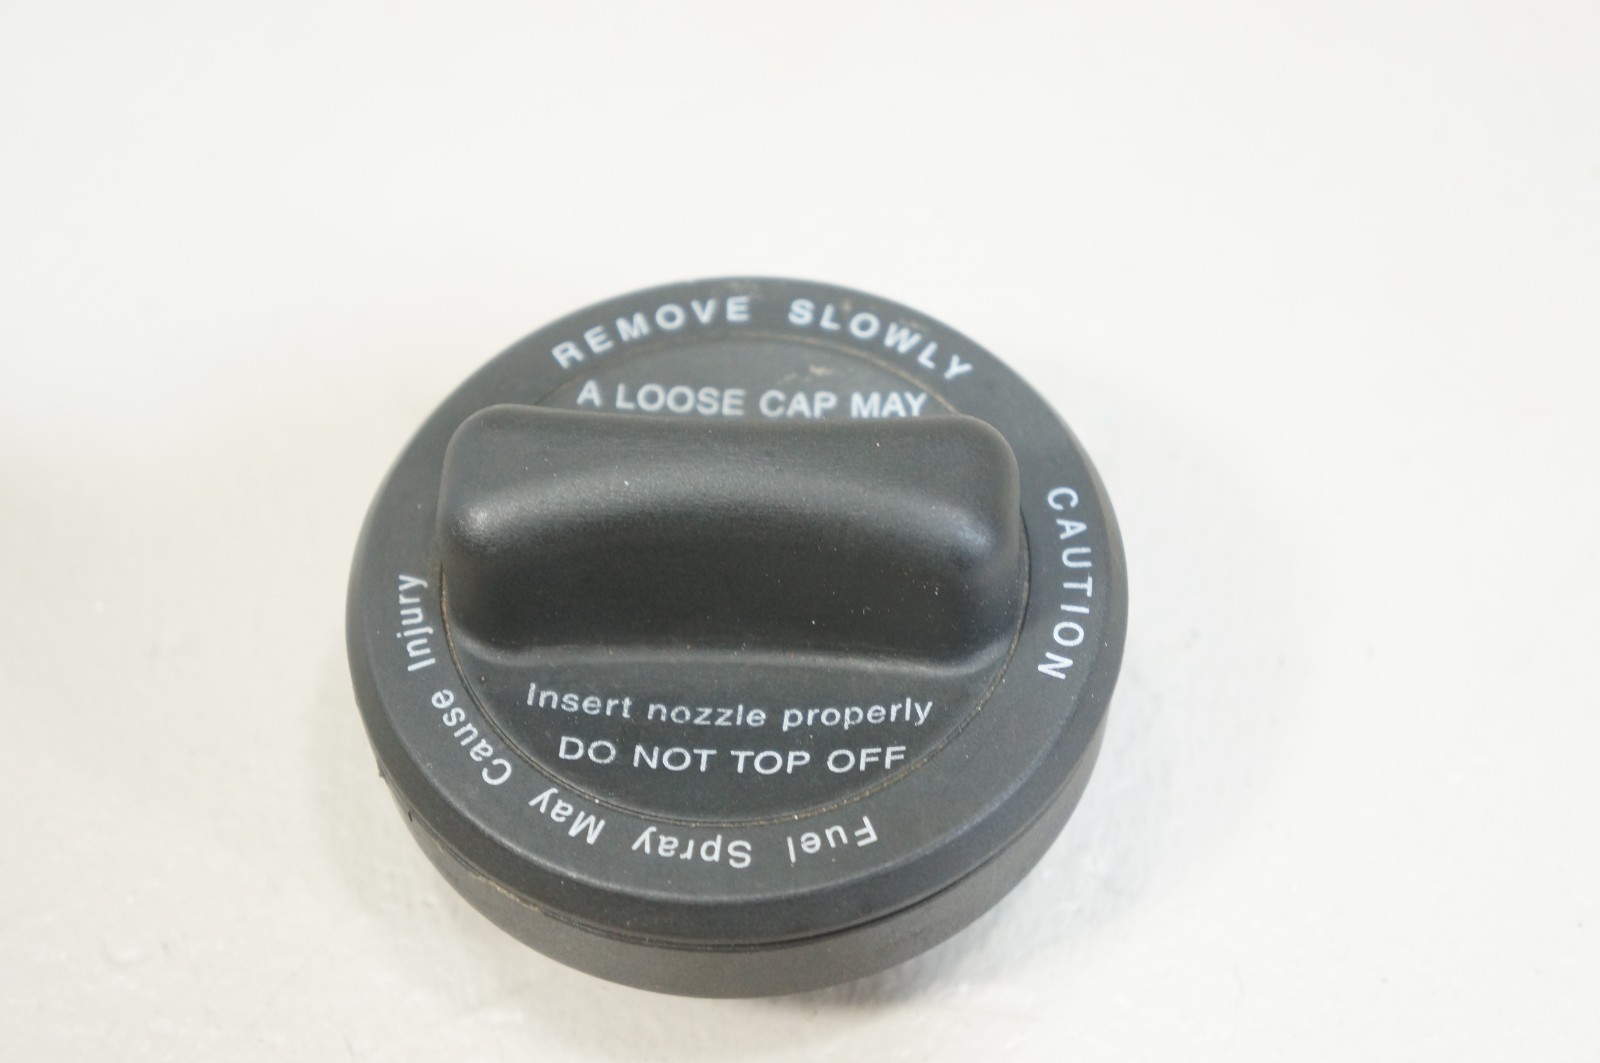 REMOVE SLOWLY
CAUTION
Fuel Spray May Cause Injury
A LOOSE CAP MAY
Insert nozzle properly
DO NOT TOP OFF